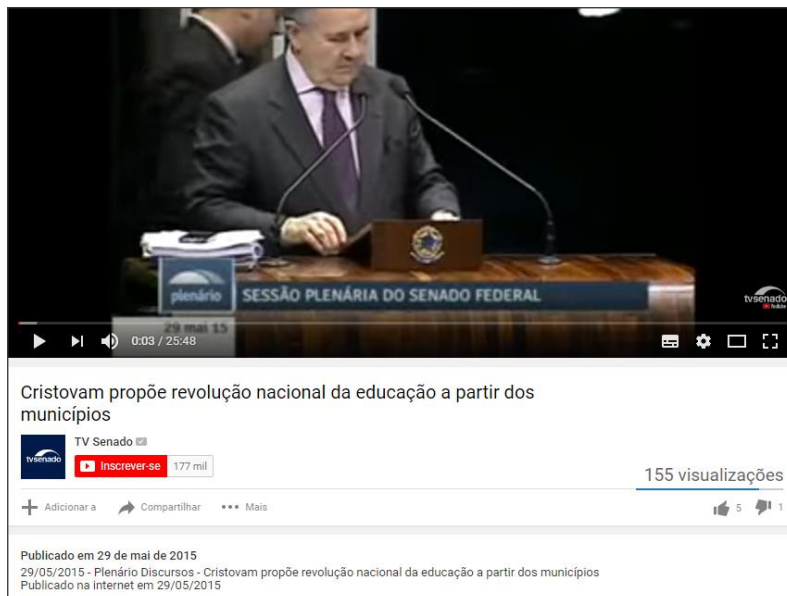 plenário
SESSÃO PLENÁRIA DO SENADO FEDERAL
tvsenado
YouTube
29 mai 15
0:03 / 25:48
Cristovam propõe revolução nacional da educação a partir dos
municípios
tvsenado
TV Senado
Inscrever-se 177 mil
155 visualizações
Adicionar a Compartilhar Mais
5 1
Publicado em 29 de mai de 2015
29/05/2015 - Plenário Discursos - Cristovam propõe revolução nacional da educação a partir dos municípios
Publicado na internet em 29/05/2015